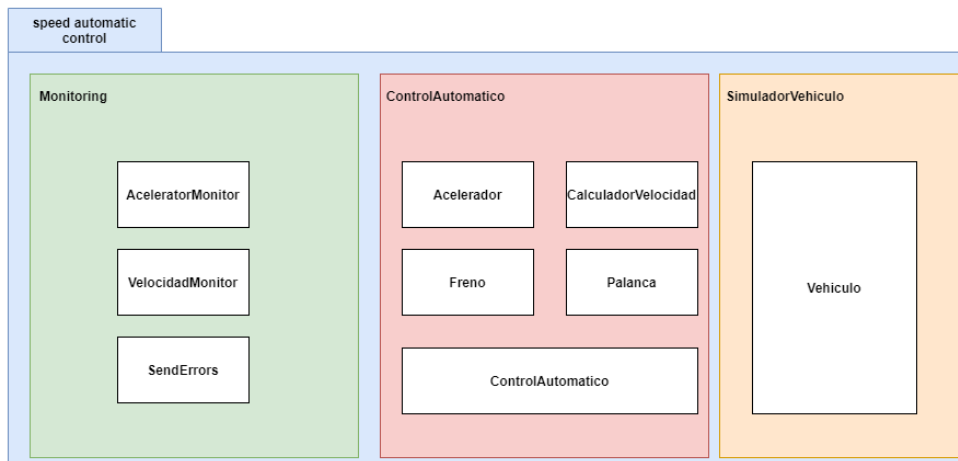 speed automatic
control
Monitoring
AceleratorMonitor
VelocidadMonitor
SendErrors
ControlAutomatico
Acelerador
CalculadorVelocidad
Freno
Palanca
ControlAutomatico
SimuladorVehiculo
Vehiculo